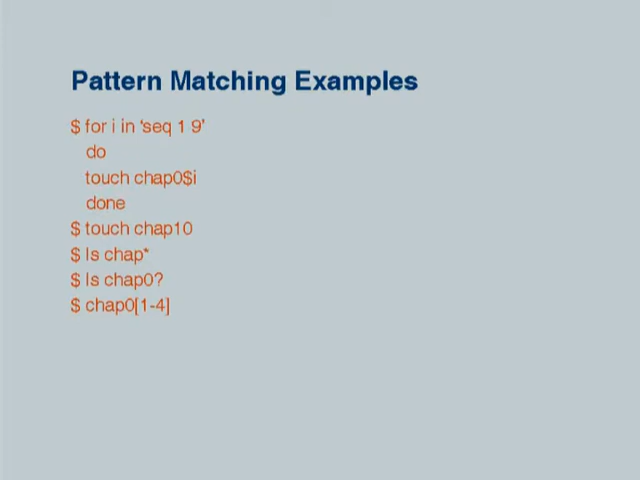 Pattern Matching Examples
$ for i in ‘seq 1 9’
do
touch chap0$i
done
$ touch chap10
$ ls chap*
$ ls chap0?
$ chap0[1-4]